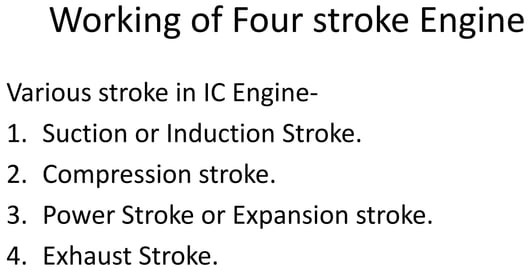 Working of Four stroke Engine
Various stroke in IC Engine-
1. Suction or Induction Stroke.
2. Compression stroke.
3. Power Stroke or Expansion stroke.
4. Exhaust Stroke.